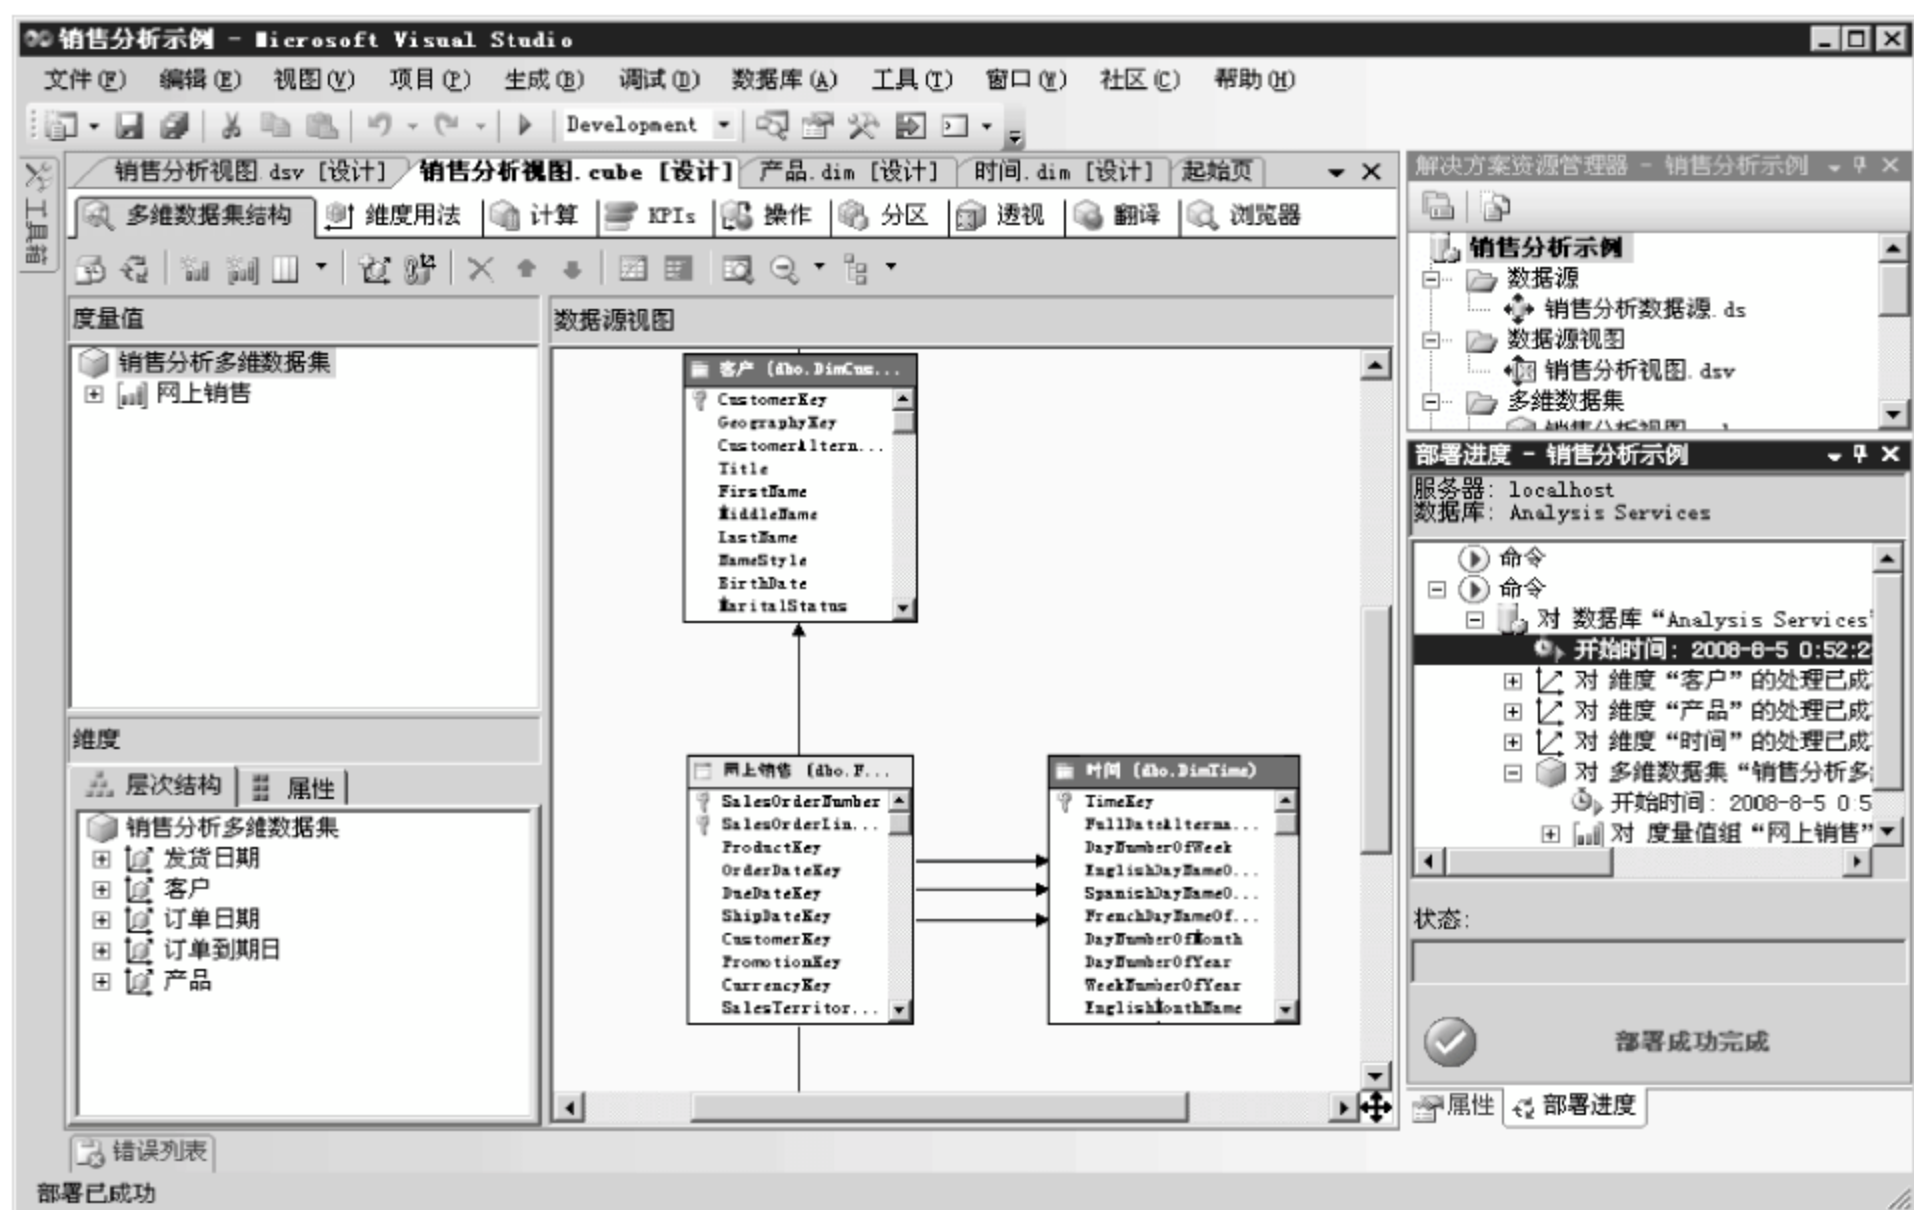 销售分析示例 - Microsoft Visual Studio
文件(F) 编辑(E) 视图(V) 项目(P) 生成(B) 调试(D) 数据库(A) 工具(T) 窗口(W) 社区(C) 帮助(H)
Development
工具箱
销售分析视图.dsv [设计] 销售分析视图.cube [设计] 产品.dim [设计] 时间.dim [设计] 起始页
多维数据集结构 维度用法 计算 KPIs 操作 分区 透视 翻译 浏览器
度量值
销售分析多维数据集
网上销售
维度
层次结构 属性
销售分析多维数据集
发货日期
客户
订单日期
订单到期日
产品
数据源视图
客户 (dbo.DimCus...
CustomerKey
GeographyKey
CustomerAltern...
Title
FirstName
MiddleName
LastName
NameStyle
BirthDate
MaritalStatus
网上销售 (dbo.F...
SalesOrderNumber
SalesOrderLin...
ProductKey
OrderDateKey
DueDateKey
ShipDateKey
CustomerKey
PromotionKey
CurrencyKey
SalesTerritor...
时间 (dbo.DimTime)
TimeKey
FullDateAlterna...
DayNumberOfWeek
EnglishDayNameO...
SpanishDayNameO...
FrenchDayNameOf...
DayNumberOfMonth
DayNumberOfYear
WeekNumberOfYear
EnglishMonthName
解决方案资源管理器 - 销售分析示例
销售分析示例
数据源
销售分析数据源.ds
数据源视图
销售分析视图.dsv
多维数据集
销售分析视图
部署进度 - 销售分析示例
服务器: localhost
数据库: Analysis Services
命令
命令
对 数据库 “Analysis Services”
开始时间: 2008-8-5 0:52:2
对 维度 “客户” 的处理已成
对 维度 “产品” 的处理已成
对 维度 “时间” 的处理已成
对 多维数据集 “销售分析多
开始时间: 2008-8-5 0:5
对 度量值组 “网上销售”
状态:
部署成功完成
属性 部署进度
错误列表
部署已成功